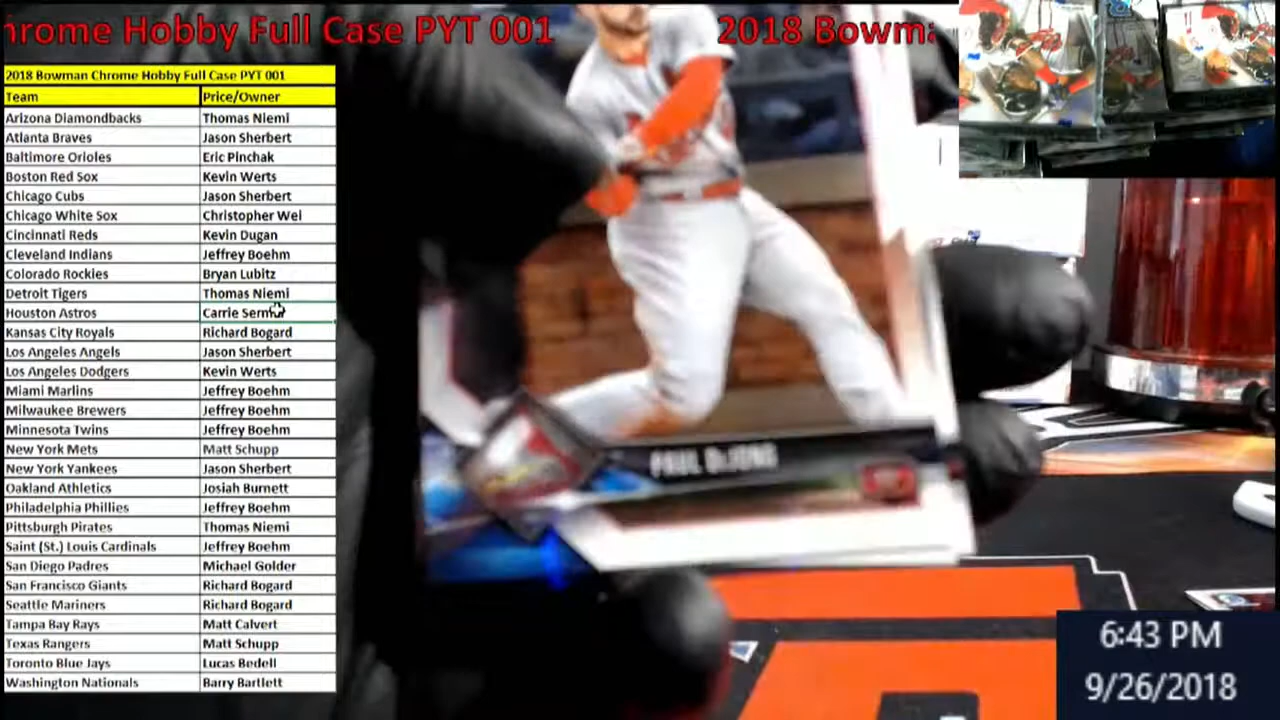 hrome Hobby Full Case PYT 001 2018 Bowma
2018 Bowman Chrome Hobby Full Case PYT 001
Team Price/Owner
Arizona Diamondbacks Thomas Niemi
Atlanta Braves Jason Sherbert
Baltimore Orioles Eric Pinchak
Boston Red Sox Kevin Werts
Chicago Cubs Jason Sherbert
Chicago White Sox Christopher Wei
Cincinnati Reds Kevin Dugan
Cleveland Indians Jeffrey Boehm
Colorado Rockies Bryan Lubitz
Detroit Tigers Thomas Niemi
Houston Astros Carrie
Kansas City Royals Richard Bogard
Los Angeles Angels Jason Sherbert
Los Angeles Dodgers Kevin Werts
Miami Marlins Jeffrey Boehm
Milwaukee Brewers Jeffrey Boehm
Minnesota Twins Jeffrey Boehm
New York Mets Matt Schupp
New York Yankees Jason Sherbert
Oakland Athletics Josiah Burnett
Philadelphia Phillies Jeffrey Boehm
Pittsburgh Pirates Thomas Niemi
Saint (St.) Louis Cardinals Jeffrey Boehm
San Diego Padres Michael Golder
San Francisco Giants Richard Bogard
Seattle Mariners Richard Bogard
Tampa Bay Rays Matt Calvert
Texas Rangers Matt Schupp
Toronto Blue Jays Lucas Bedell
Washington Nationals Barry Bartlett
PAUL DeJONG
6:43 PM
9/26/2018